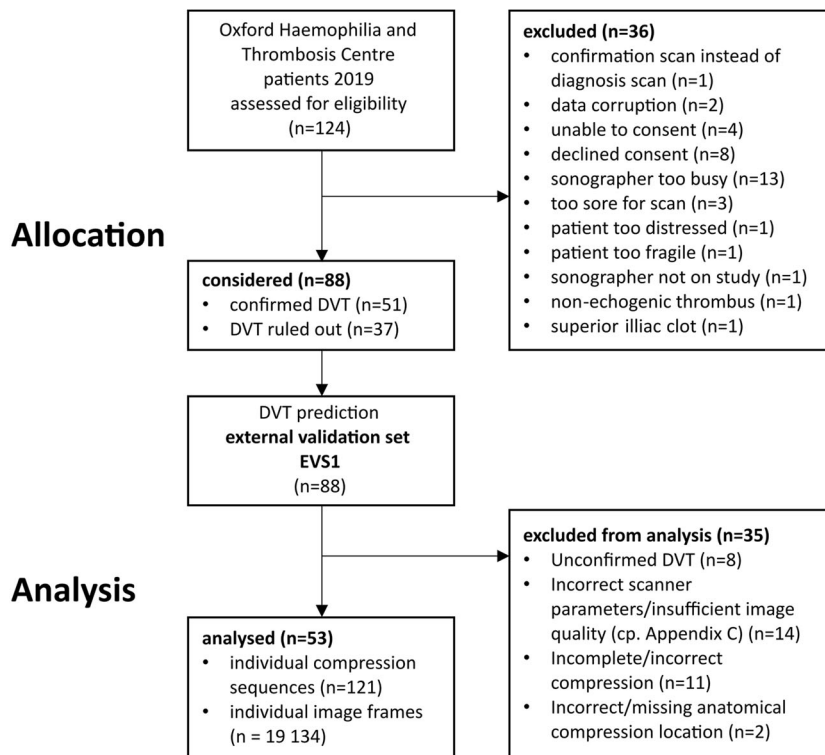 Oxford Haemophilia and
Thrombosis Centre
patients 2019
assessed for eligibility
(n=124)
excluded (n=36)
• confirmation scan instead of
diagnosis scan (n=1)
• data corruption (n=2)
• unable to consent (n=4)
• declined consent (n=8)
• sonographer too busy (n=13)
• too sore for scan (n=3)
• patient too distressed (n=1)
• patient too fragile (n=1)
• sonographer not on study (n=1)
• non-echogenic thrombus (n=1)
• superior illiac clot (n=1)
Allocation
considered (n=88)
• confirmed DVT (n=51)
• DVT ruled out (n=37)
DVT prediction
external validation set
EVS1
(n=88)
excluded from analysis (n=35)
• Unconfirmed DVT (n=8)
• Incorrect scanner
parameters/insufficient image
quality (cp. Appendix C) (n=14)
• Incomplete/incorrect
compression (n=11)
• Incorrect/missing anatomical
compression location (n=2)
Analysis
analysed (n=53)
• individual compression
sequences (n=121)
• individual image frames
(n = 19 134)